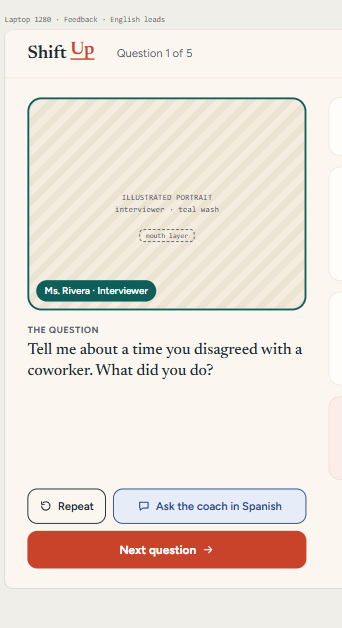 Laptop 1280 · Feedback · English leads
Shift Up
Question 1 of 5
ILLUSTRATED PORTRAIT
interviewer · teal wash
mouth layer
Ms. Rivera · Interviewer
THE QUESTION
Tell me about a time you disagreed with a
coworker. What did you do?
Repeat
Ask the coach in Spanish
Next question →